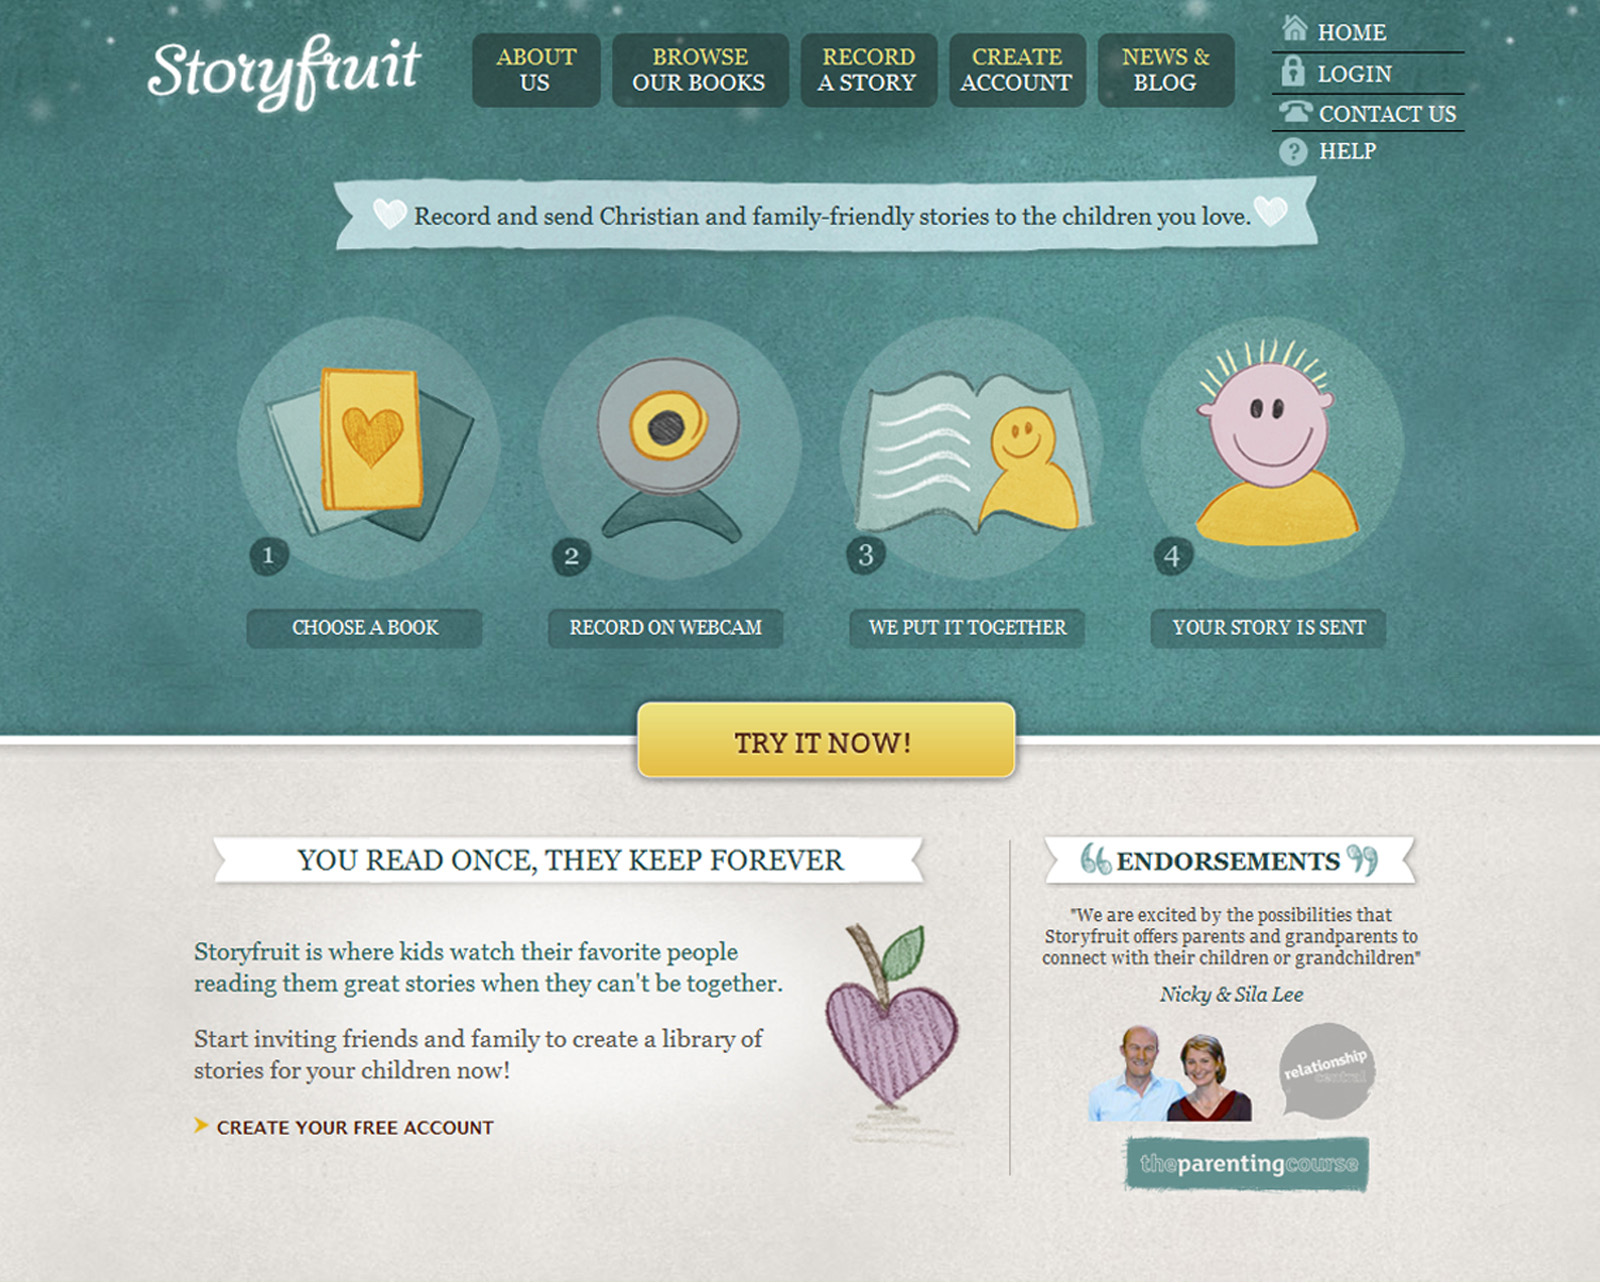 Storyfruit
ABOUT
US
BROWSE
OUR BOOKS
RECORD
A STORY
CREATE
ACCOUNT
NEWS &
BLOG
HOME
LOGIN
CONTACT US
? HELP
Record and send Christian and family-friendly stories to the children you love.
1
2
3
4
CHOOSE A BOOK
RECORD ON WEBCAM
WE PUT IT TOGETHER
YOUR STORY IS SENT
TRY IT NOW!
YOU READ ONCE, THEY KEEP FOREVER
Storyfruit is where kids watch their favorite people
reading them great stories when they can't be together.
Start inviting friends and family to create a library of
stories for your children now!
CREATE YOUR FREE ACCOUNT
“ ENDORSEMENTS ”
"We are excited by the possibilities that
Storyfruit offers parents and grandparents to
connect with their children or grandchildren"
Nicky & Sila Lee
relationship
central
theparentingcourse